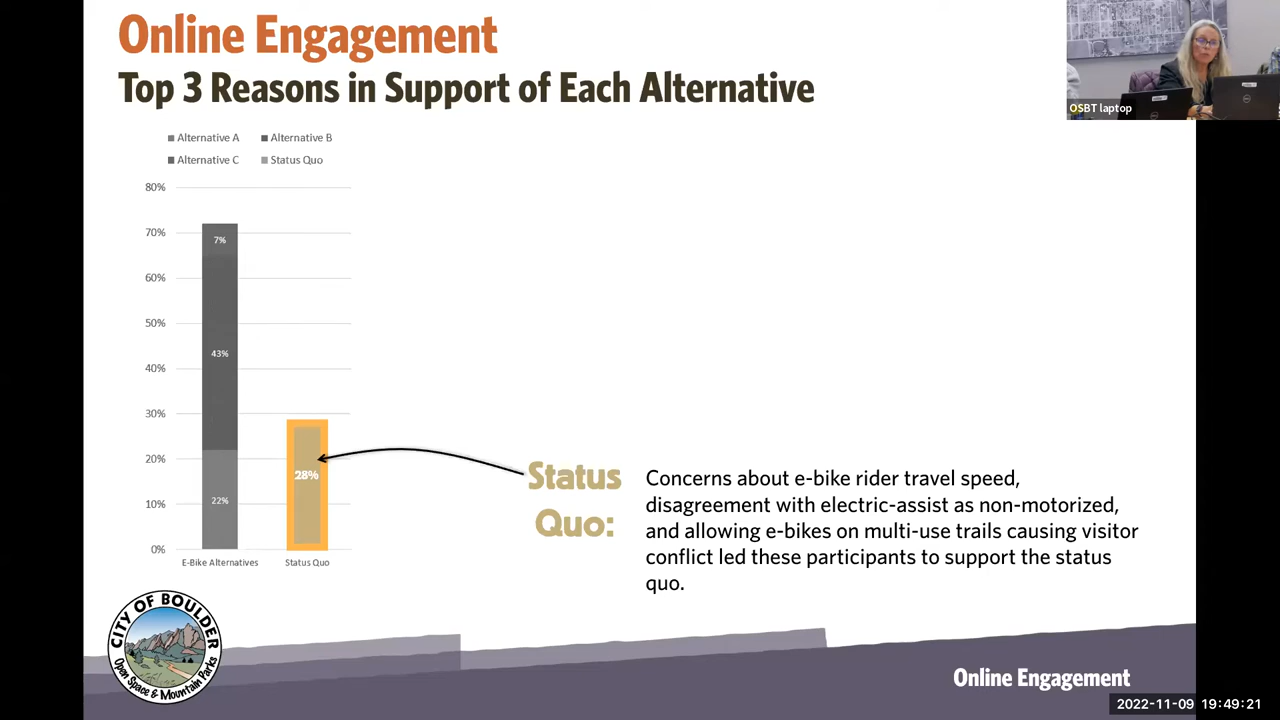 Online Engagement
Top 3 Reasons in Support of Each Alternative
OSBT laptop
Alternative A
Alternative B
Alternative C
Status Quo
80%
70%
60%
50%
40%
30%
20%
10%
0%
7%
43%
22%
28%
E-Bike Alternatives
Status Quo
Status
Quo:
Concerns about e-bike rider travel speed,
disagreement with electric-assist as non-motorized,
and allowing e-bikes on multi-use trails causing visitor
conflict led these participants to support the status
quo.
CITY OF BOULDER
Open Space & Mountain Parks
Online Engagement
2022-11-09 19:49:21